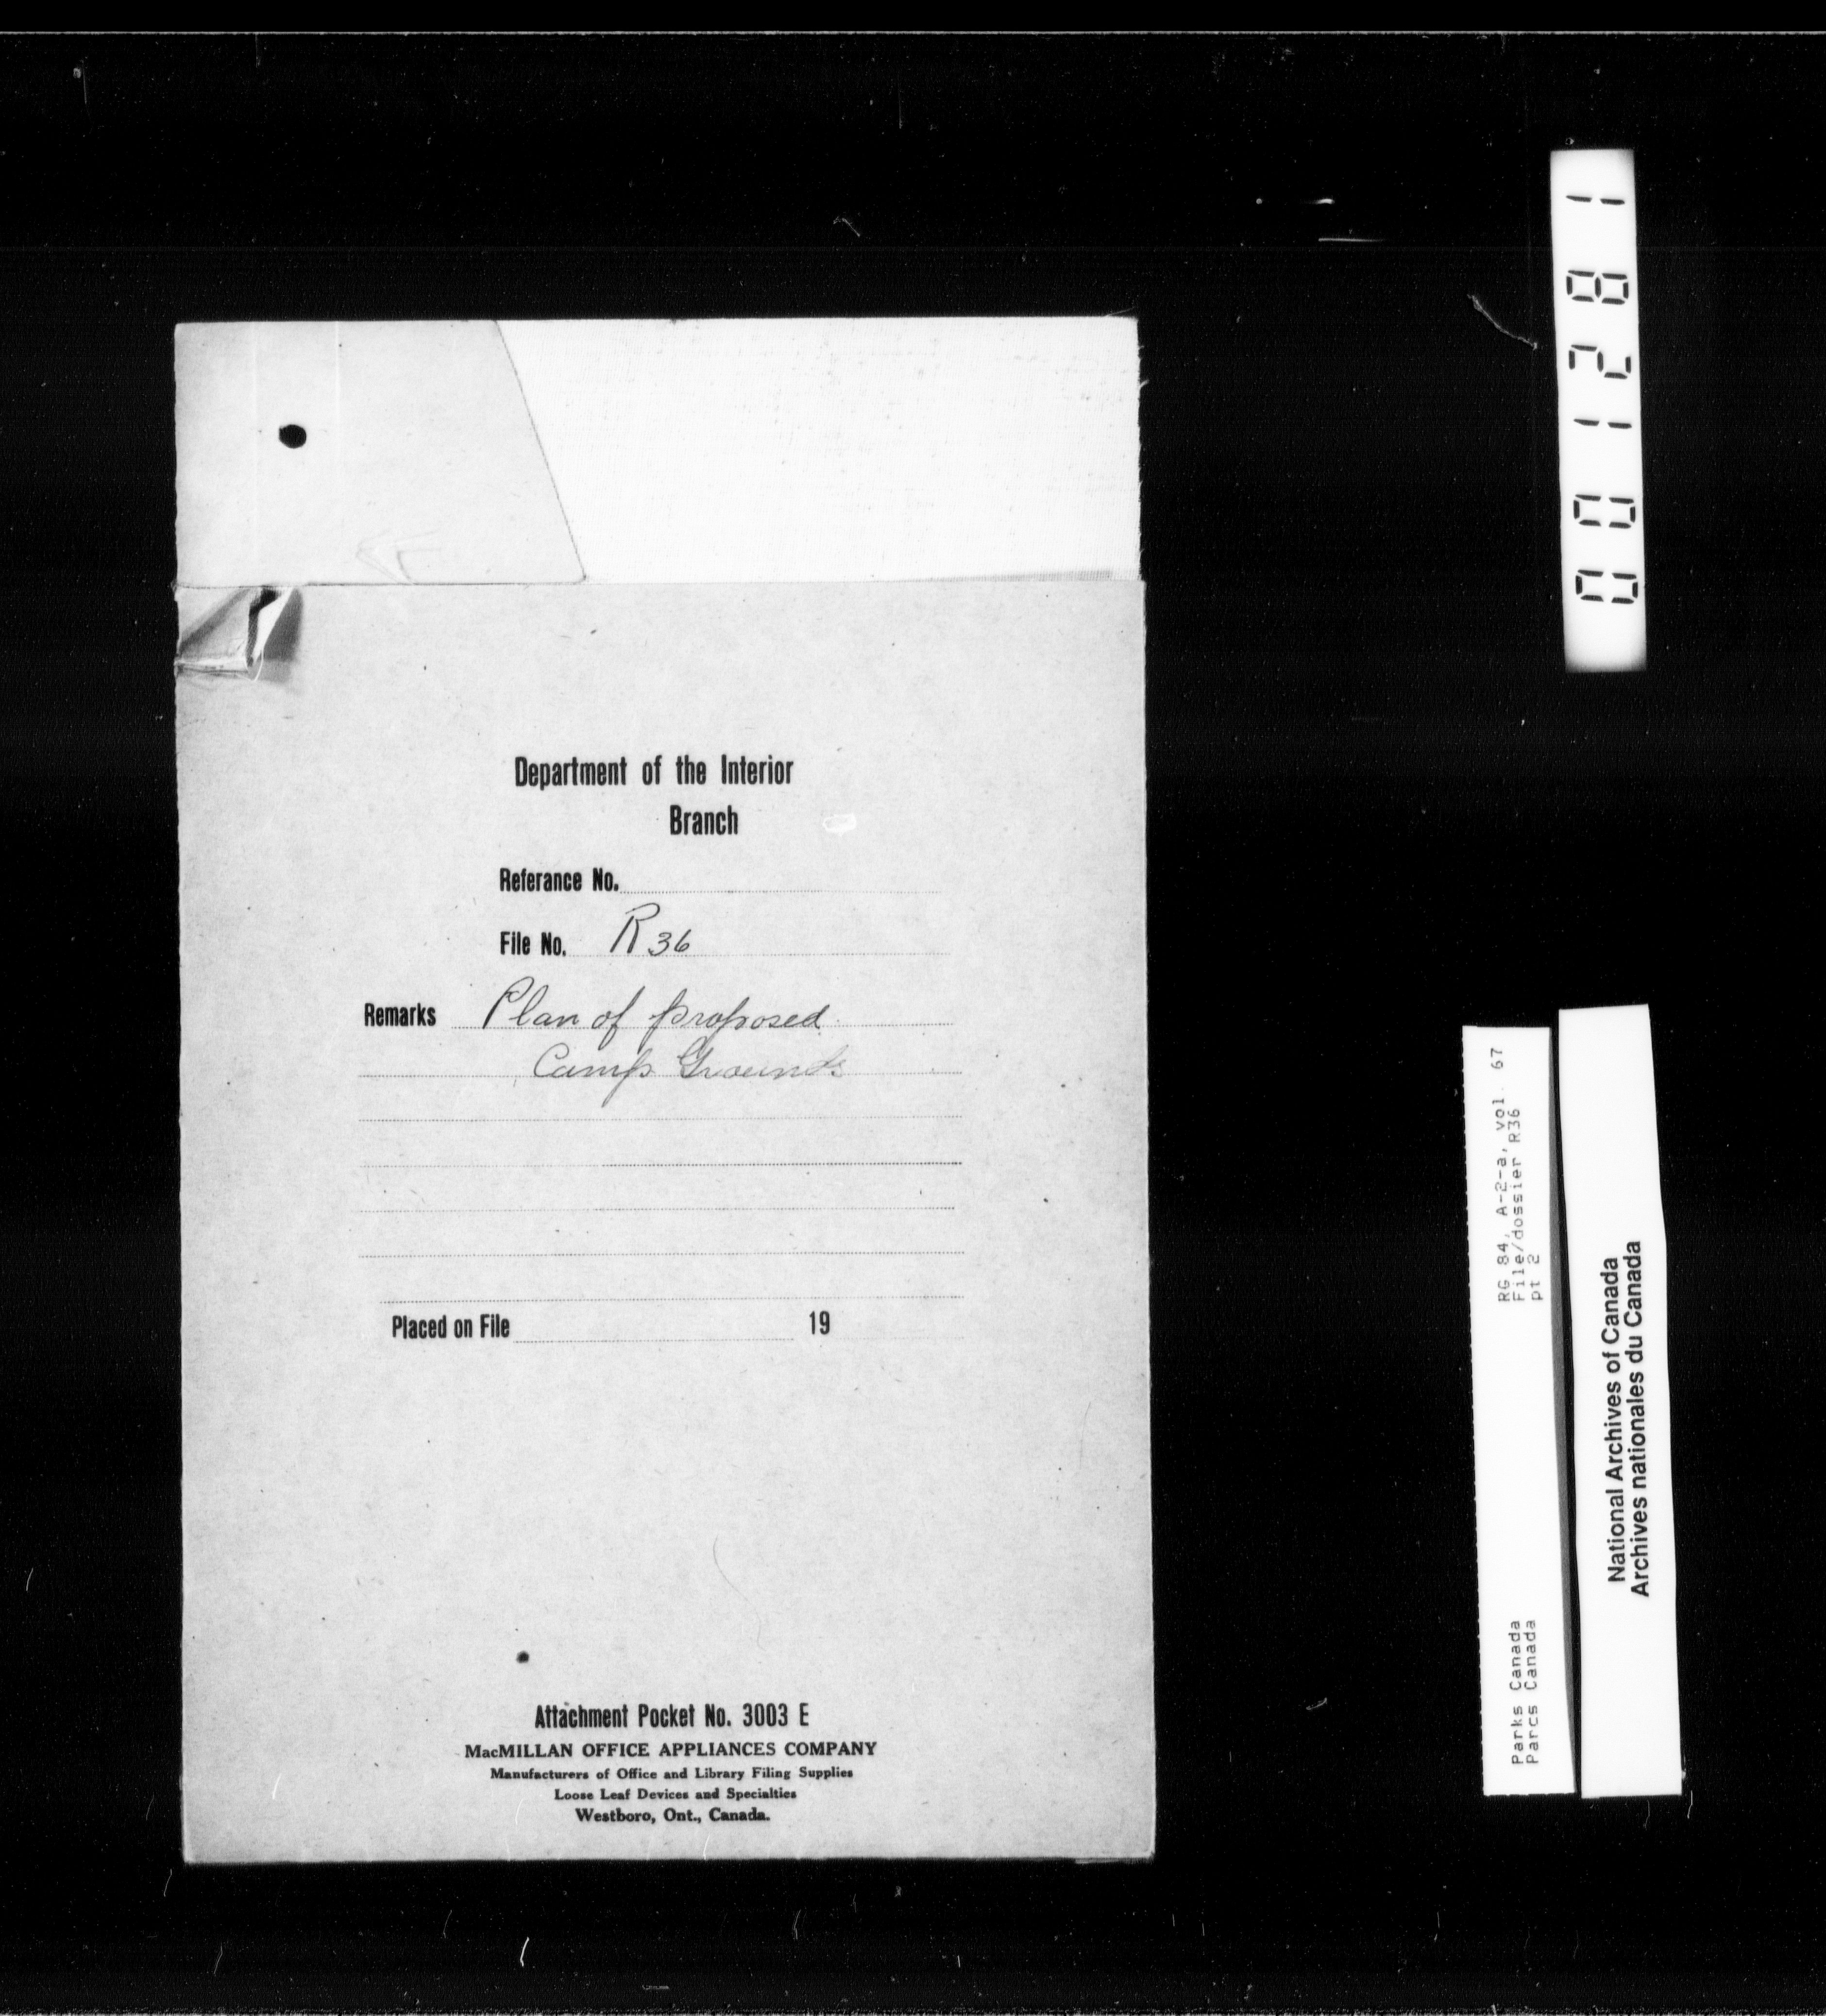 Department of the Interior
Branch
Referance No.
File No. R 36
Remarks Plan of proposed
Camp Grounds
Placed on File 19
Attachment Pocket No. 3003 E
MacMILLAN OFFICE APPLIANCES COMPANY
Manufacturers of Office and Library Filing Supplies
Loose Leaf Devices and Specialties
Westboro, Ont., Canada.
001281
RG 84, A-2-a, vol. 67
File/dossier R36
pt 2
Parks Canada
Parcs Canada
National Archives of Canada
Archives nationales du Canada